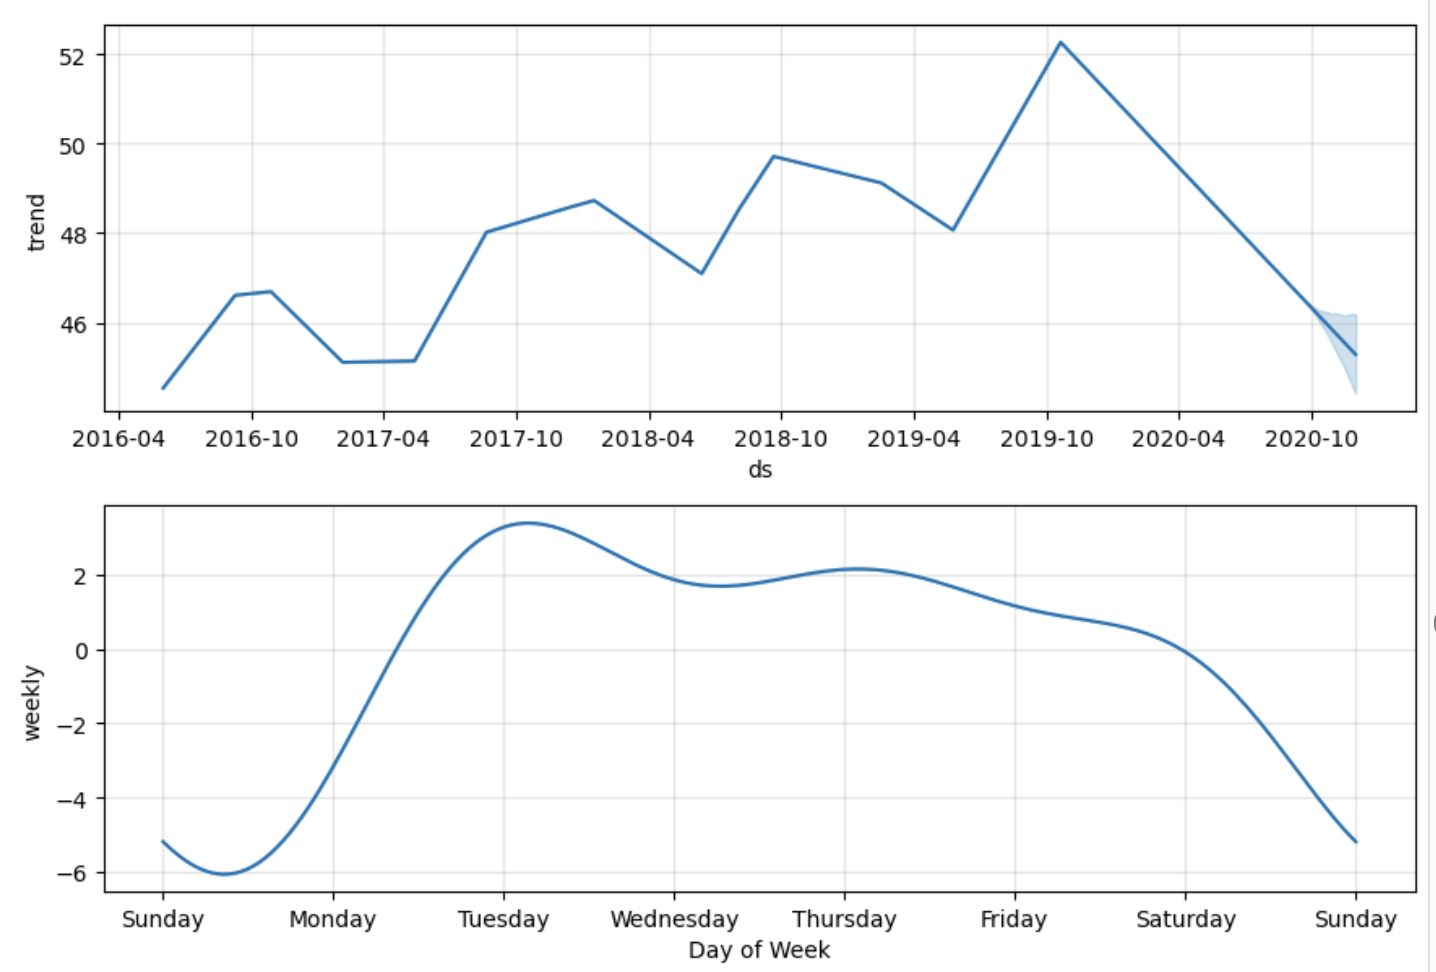 52
50
48
46
trend
2016-04 2016-10 2017-04 2017-10 2018-04 2018-10 2019-04 2019-10 2020-04 2020-10
ds
2
0
−2
−4
−6
weekly
Sunday Monday Tuesday Wednesday Thursday Friday Saturday Sunday
Day of Week